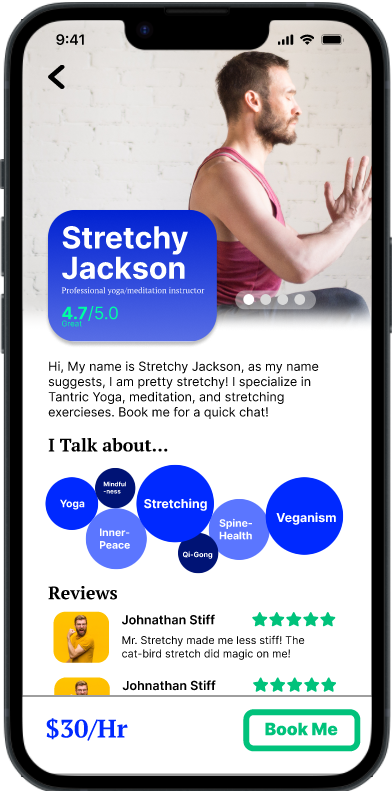 9:41
Stretchy
Jackson
Professional yoga/meditation instructor
4.7/5.0
Great
Hi, My name is Stretchy Jackson, as my name
suggests, I am pretty stretchy! I specialize in
Tantric Yoga, meditation, and stretching
exercieses. Book me for a quick chat!
I Talk about...
Yoga
Mindful
-ness
Inner-
Peace
Stretching
Qi-Gong
Spine-
Health
Veganism
Reviews
Johnathan Stiff
Mr. Stretchy made me less stiff! The
cat-bird stretch did magic on me!
Johnathan Stiff
$30/Hr
Book Me